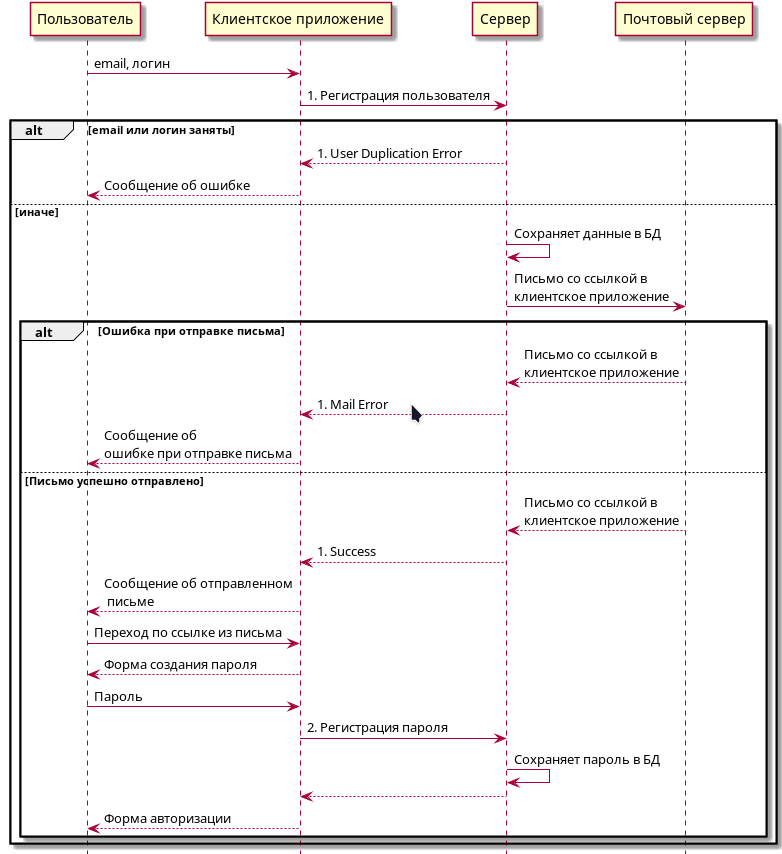 Пользователь
Клиентское приложение
Сервер
Почтовый сервер
email, логин
1. Регистрация пользователя
alt
[email или логин заняты]
1. User Duplication Error
Сообщение об ошибке
[иначе]
Сохраняет данные в БД
Письмо со ссылкой в
клиентское приложение
alt
[Ошибка при отправке письма]
Письмо со ссылкой в
клиентское приложение
1. Mail Error
Сообщение об
ошибке при отправке письма
[Письмо успешно отправлено]
Письмо со ссылкой в
клиентское приложение
1. Success
Сообщение об отправленном
письме
Переход по ссылке из письма
Форма создания пароля
Пароль
2. Регистрация пароля
Сохраняет пароль в БД
Форма авторизации